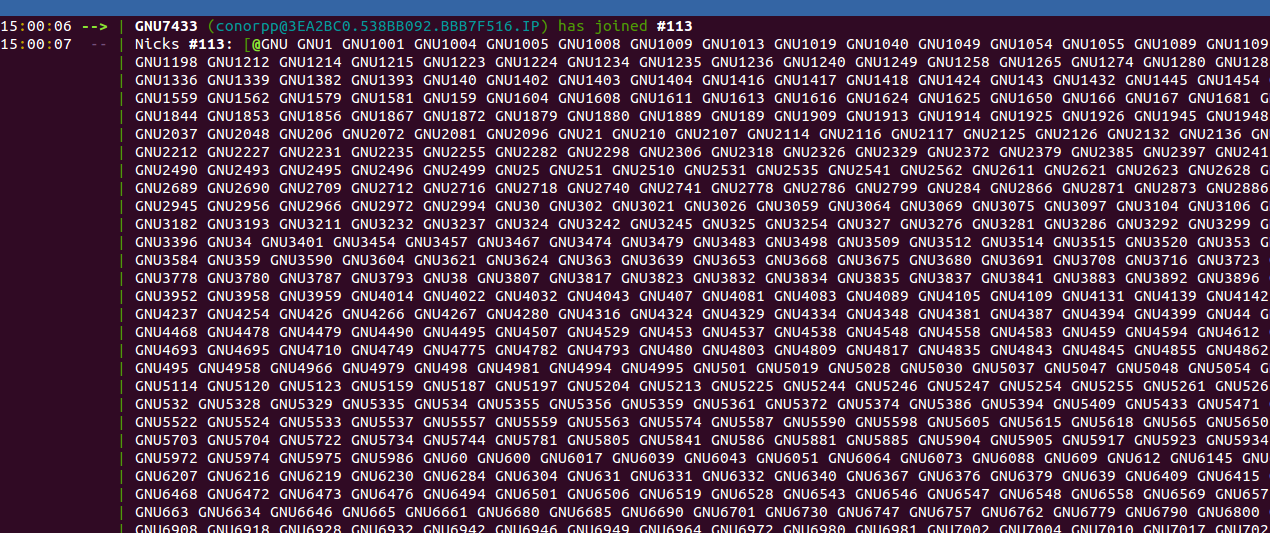 15:00:06 --> | GNU7433 (conorpp@3EA2BC0.538BB092.BBB7F516.IP) has joined #113
15:00:07 -- | Nicks #113: [@GNU GNU1 GNU1001 GNU1004 GNU1005 GNU1008 GNU1009 GNU1013 GNU1019 GNU1040 GNU1049 GNU1054 GNU1055 GNU1089 GNU1109
| GNU1198 GNU1212 GNU1214 GNU1215 GNU1223 GNU1224 GNU1234 GNU1235 GNU1236 GNU1240 GNU1249 GNU1258 GNU1265 GNU1274 GNU1280 GNU128
| GNU1336 GNU1339 GNU1382 GNU1393 GNU140 GNU1402 GNU1403 GNU1404 GNU1416 GNU1417 GNU1418 GNU1424 GNU143 GNU1432 GNU1445 GNU1454
| GNU1559 GNU1562 GNU1579 GNU1581 GNU159 GNU1604 GNU1608 GNU1611 GNU1613 GNU1616 GNU1624 GNU1625 GNU1650 GNU166 GNU167 GNU1681 G
| GNU1844 GNU1853 GNU1856 GNU1867 GNU1872 GNU1879 GNU1880 GNU1889 GNU189 GNU1909 GNU1913 GNU1914 GNU1925 GNU1926 GNU1945 GNU1948
| GNU2037 GNU2048 GNU206 GNU2072 GNU2081 GNU2096 GNU21 GNU210 GNU2107 GNU2114 GNU2116 GNU2117 GNU2125 GNU2126 GNU2132 GNU2136 GN
| GNU2212 GNU2227 GNU2231 GNU2235 GNU2255 GNU2282 GNU2298 GNU2306 GNU2318 GNU2326 GNU2329 GNU2372 GNU2379 GNU2385 GNU2397 GNU241
| GNU2490 GNU2493 GNU2495 GNU2496 GNU2499 GNU25 GNU251 GNU2510 GNU2531 GNU2535 GNU2541 GNU2562 GNU2611 GNU2621 GNU2623 GNU2628 G
| GNU2689 GNU2690 GNU2709 GNU2712 GNU2716 GNU2718 GNU2740 GNU2741 GNU2778 GNU2786 GNU2799 GNU284 GNU2866 GNU2871 GNU2873 GNU2886
| GNU2945 GNU2956 GNU2966 GNU2972 GNU2994 GNU30 GNU302 GNU3021 GNU3026 GNU3059 GNU3064 GNU3069 GNU3075 GNU3097 GNU3104 GNU3106 G
| GNU3182 GNU3193 GNU3211 GNU3232 GNU3237 GNU324 GNU3242 GNU3245 GNU325 GNU3254 GNU327 GNU3276 GNU3281 GNU3286 GNU3292 GNU3299 G
| GNU3396 GNU34 GNU3401 GNU3454 GNU3457 GNU3467 GNU3474 GNU3479 GNU3483 GNU3498 GNU3509 GNU3512 GNU3514 GNU3515 GNU3520 GNU353 G
| GNU3584 GNU359 GNU3590 GNU3604 GNU3621 GNU3624 GNU363 GNU3639 GNU3653 GNU3668 GNU3675 GNU3680 GNU3691 GNU3708 GNU3716 GNU3723
| GNU3778 GNU3780 GNU3787 GNU3793 GNU38 GNU3807 GNU3817 GNU3823 GNU3832 GNU3834 GNU3835 GNU3837 GNU3841 GNU3883 GNU3892 GNU3896
| GNU3952 GNU3958 GNU3959 GNU4014 GNU4022 GNU4032 GNU4043 GNU407 GNU4081 GNU4083 GNU4089 GNU4105 GNU4109 GNU4131 GNU4139 GNU4142
| GNU4237 GNU4254 GNU426 GNU4266 GNU4267 GNU4280 GNU4316 GNU4324 GNU4329 GNU4334 GNU4348 GNU4381 GNU4387 GNU4394 GNU4399 GNU44 G
| GNU4468 GNU4478 GNU4479 GNU4490 GNU4495 GNU4507 GNU4529 GNU453 GNU4537 GNU4538 GNU4548 GNU4558 GNU4583 GNU459 GNU4594 GNU4612
| GNU4693 GNU4695 GNU4710 GNU4749 GNU4775 GNU4782 GNU4793 GNU480 GNU4803 GNU4809 GNU4817 GNU4835 GNU4843 GNU4845 GNU4855 GNU4862
| GNU495 GNU4958 GNU4966 GNU4979 GNU498 GNU4981 GNU4994 GNU4995 GNU501 GNU5019 GNU5028 GNU5030 GNU5037 GNU5047 GNU5048 GNU5054 G
| GNU5114 GNU5120 GNU5123 GNU5159 GNU5187 GNU5197 GNU5204 GNU5213 GNU5225 GNU5244 GNU5246 GNU5247 GNU5254 GNU5255 GNU5261 GNU526
| GNU532 GNU5328 GNU5329 GNU5335 GNU534 GNU5355 GNU5356 GNU5359 GNU5361 GNU5372 GNU5374 GNU5386 GNU5394 GNU5409 GNU5433 GNU5471
| GNU5522 GNU5524 GNU5533 GNU5537 GNU5557 GNU5559 GNU5563 GNU5574 GNU5587 GNU5590 GNU5598 GNU5605 GNU5615 GNU5618 GNU565 GNU5650
| GNU5703 GNU5704 GNU5722 GNU5734 GNU5744 GNU5781 GNU5805 GNU5841 GNU586 GNU5881 GNU5885 GNU5904 GNU5905 GNU5917 GNU5923 GNU5934
| GNU5972 GNU5974 GNU5975 GNU5986 GNU60 GNU600 GNU6017 GNU6039 GNU6043 GNU6051 GNU6064 GNU6073 GNU6088 GNU609 GNU612 GNU6145 GNU
| GNU6207 GNU6216 GNU6219 GNU6230 GNU6284 GNU6304 GNU631 GNU6331 GNU6332 GNU6340 GNU6367 GNU6376 GNU6379 GNU639 GNU6409 GNU6415
| GNU6468 GNU6472 GNU6473 GNU6476 GNU6494 GNU6501 GNU6506 GNU6519 GNU6528 GNU6543 GNU6546 GNU6547 GNU6548 GNU6558 GNU6569 GNU657
| GNU663 GNU6634 GNU6646 GNU665 GNU6661 GNU6680 GNU6685 GNU6690 GNU6701 GNU6730 GNU6747 GNU6757 GNU6762 GNU6779 GNU6790 GNU6800
| GNU6908 GNU6918 GNU6928 GNU6932 GNU6942 GNU6946 GNU6949 GNU6964 GNU6972 GNU6980 GNU6981 GNU7002 GNU7004 GNU7010 GNU7017 GNU702